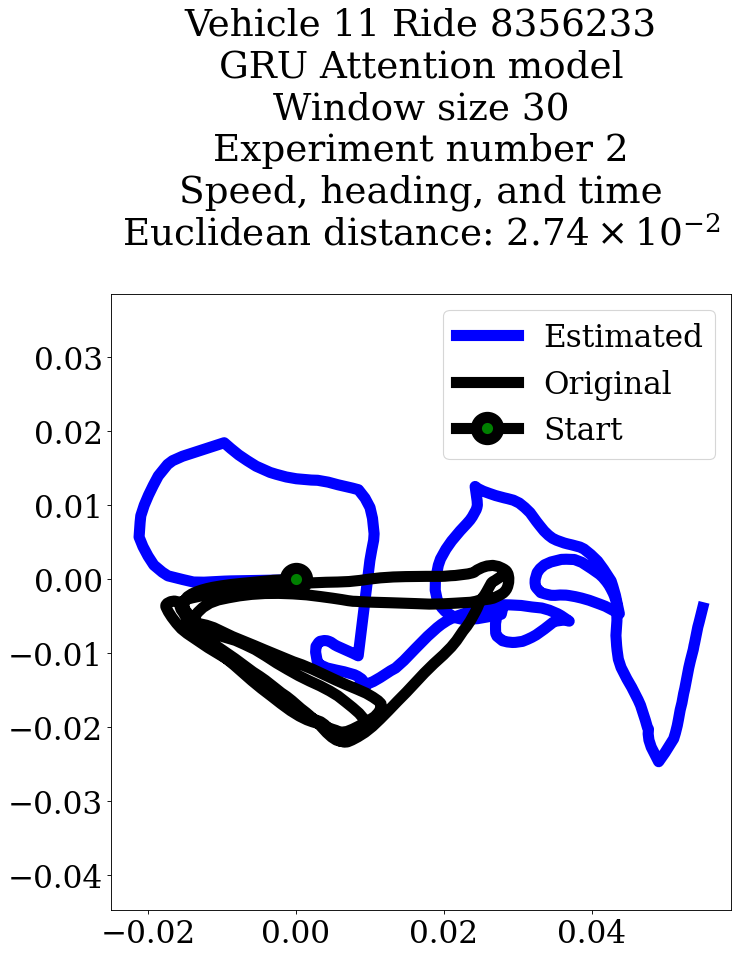 Vehicle 11 Ride 8356233
GRU Attention model
Window size 30
Experiment number 2
Speed, heading, and time
Euclidean distance: 2.74 × 10⁻²
Estimated
Original
Start
0.03
0.02
0.01
0.00
−0.01
−0.02
−0.03
−0.04
−0.02 0.00 0.02 0.04